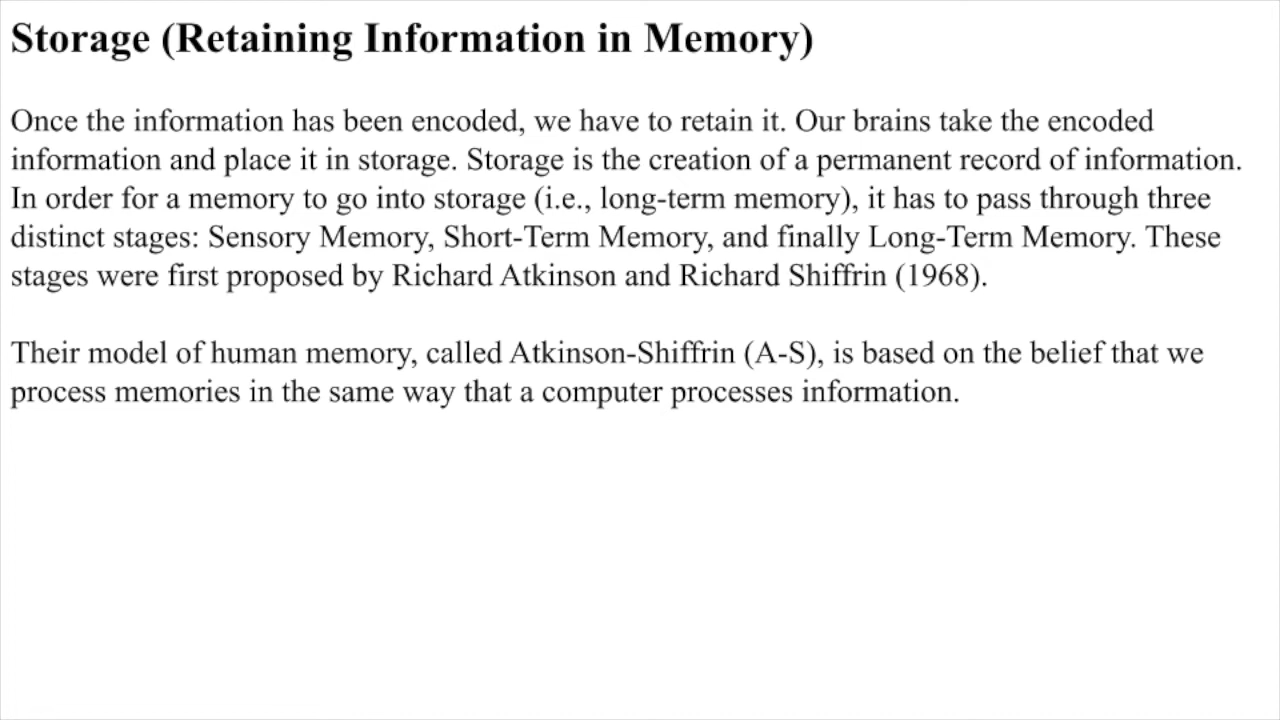 Storage (Retaining Information in Memory)
Once the information has been encoded, we have to retain it. Our brains take the encoded
information and place it in storage. Storage is the creation of a permanent record of information.
In order for a memory to go into storage (i.e., long-term memory), it has to pass through three
distinct stages: Sensory Memory, Short-Term Memory, and finally Long-Term Memory. These
stages were first proposed by Richard Atkinson and Richard Shiffrin (1968).
Their model of human memory, called Atkinson-Shiffrin (A-S), is based on the belief that we
process memories in the same way that a computer processes information.